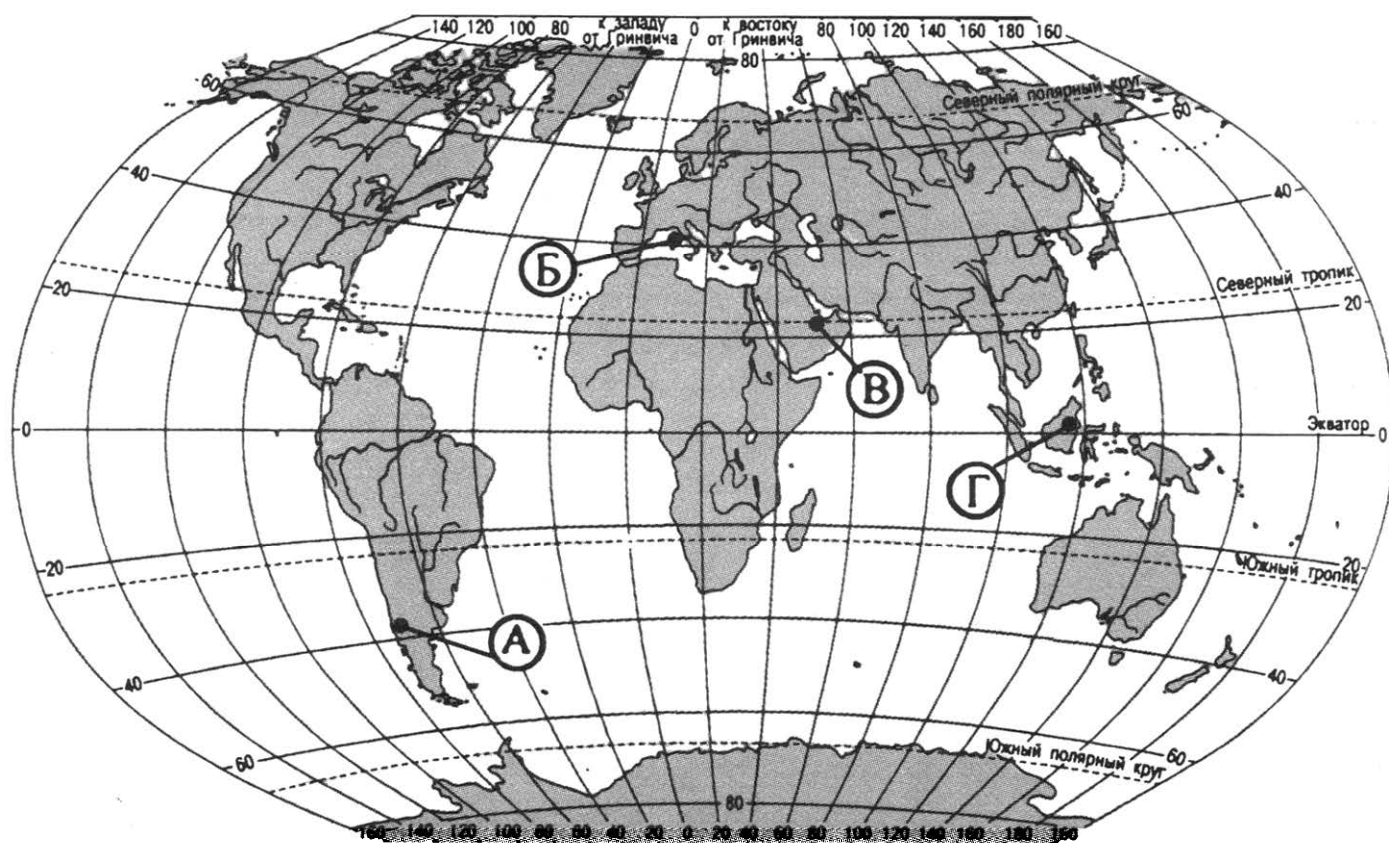 140 120 100 80 к западу 0 к востоку 80 100 120 140 160 180 160
от Гринвича от Гринвича
80
60 Северный полярный круг 60
40 40
Б
Северный тропик
20 20
В
Экватор
0 0
Г
20 20
Южный тропик
А
40 40
60 Южный полярный круг 60
80
160 140 120 100 80 60 40 20 0 20 40 60 80 100 120 140 160 180 160